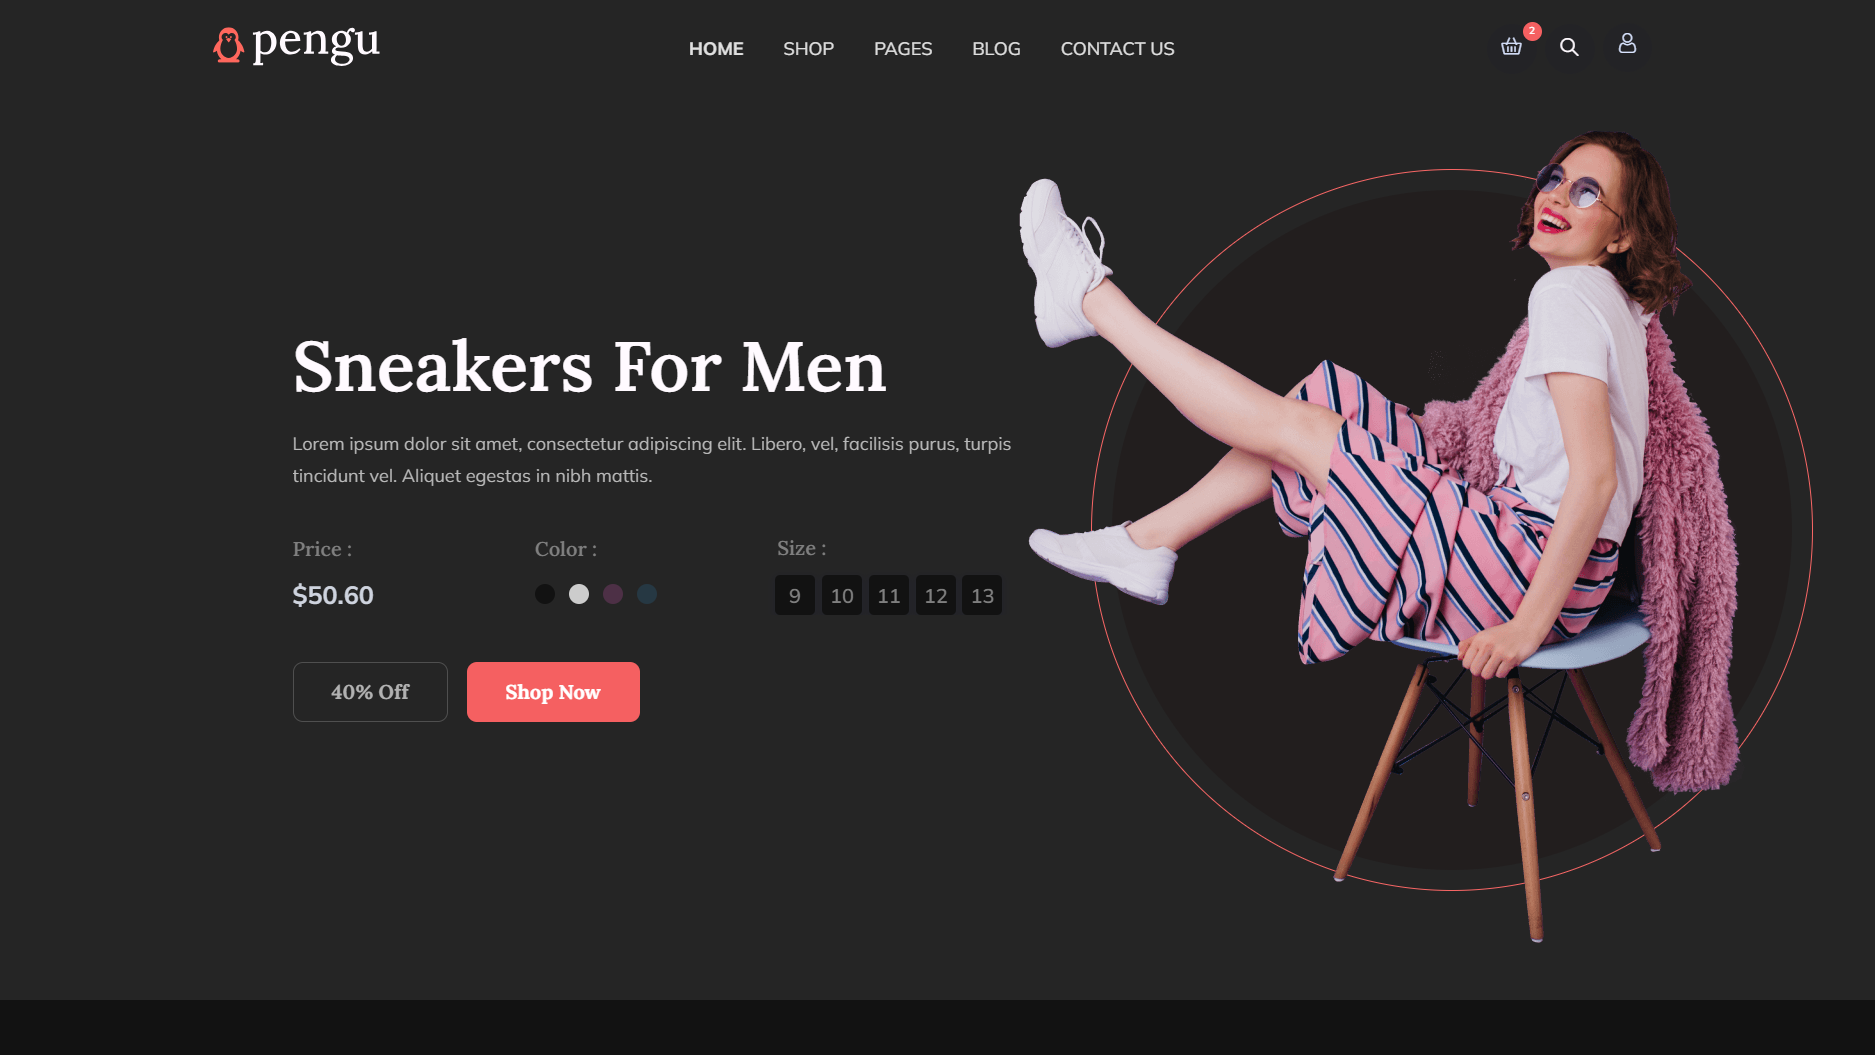 pengu
HOME SHOP PAGES BLOG CONTACT US
2
Sneakers For Men
Lorem ipsum dolor sit amet, consectetur adipiscing elit. Libero, vel, facilisis purus, turpis
tincidunt vel. Aliquet egestas in nibh mattis.
Price : Color : Size :
$50.60 9 10 11 12 13
40% Off Shop Now